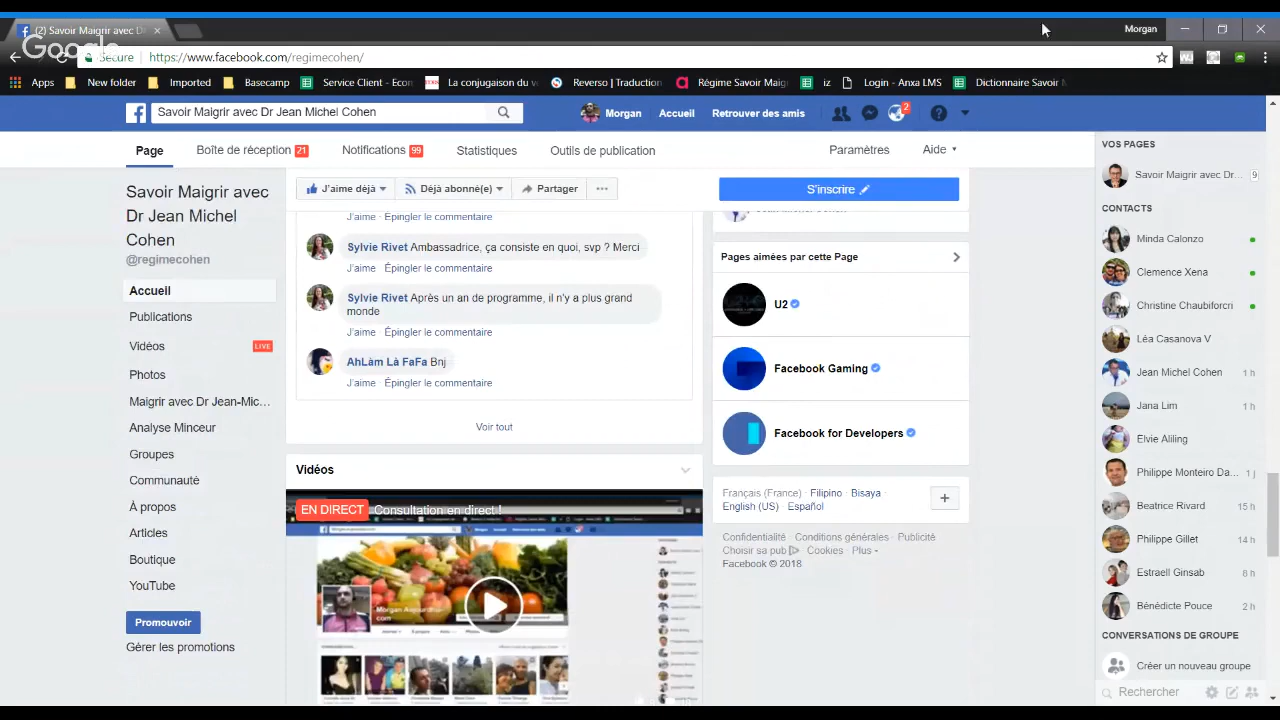 (2) Savoir Maigrir avec Dr
Morgan
Google
Secure https://www.facebook.com/regimecohen/
Apps New folder Imported Basecamp Service Client - Econ La conjugaison du v Reverso | Traduction Régime Savoir Maigr iz Login - Anxa LMS Dictionnaire Savoir M
Savoir Maigrir avec Dr Jean Michel Cohen
Morgan Accueil Retrouver des amis 2
Page Boîte de réception 21 Notifications 99 Statistiques Outils de publication Paramètres Aide
Savoir Maigrir avec
Dr Jean Michel
Cohen
@regimecohen
Accueil
Publications
Vidéos LIVE
Photos
Maigrir avec Dr Jean-Mic...
Analyse Minceur
Groupes
Communauté
À propos
Articles
Boutique
YouTube
Promouvoir
Gérer les promotions
J'aime déjà Déjà abonné(e) Partager ... S'inscrire
J'aime · Épingler le commentaire
Sylvie Rivet Ambassadrice, ça consiste en quoi, svp ? Merci
J'aime Épingler le commentaire
Sylvie Rivet Après un an de programme, il n'y a plus grand
monde
J'aime Épingler le commentaire
AhLàm Là FaFa Bnj
J'aime Épingler le commentaire
Voir tout
Vidéos
EN DIRECT Consultation en direct !
Morgan Aujourdhui-
com
Pages aimées par cette Page
U2
Facebook Gaming
Facebook for Developers
Français (France) · Filipino · Bisaya ·
English (US) · Español
Confidentialité · Conditions générales · Publicité
Choisir sa pub · Cookies · Plus
Facebook © 2018
VOS PAGES
Savoir Maigrir avec Dr... 9
CONTACTS
Minda Calonzo
Clemence Xena
Christine Chaubiforcri
Léa Casanova V
Jean Michel Cohen 1 h
Jana Lim 1 h
Elvie Aliling
Philippe Monteiro Da... 1 j
Beatrice Rivard 15 h
Philippe Gillet 14 h
Estraell Ginsab 8 h
Bénédicte Pouce 2 h
CONVERSATIONS DE GROUPE
Créer un nouveau groupe
Rechercher